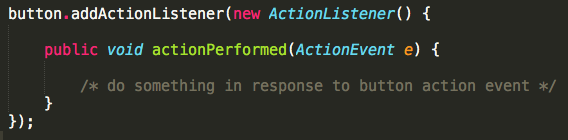 button.addActionListener(new ActionListener() {
public void actionPerformed(ActionEvent e) {
/* do something in response to button action event */
}
});